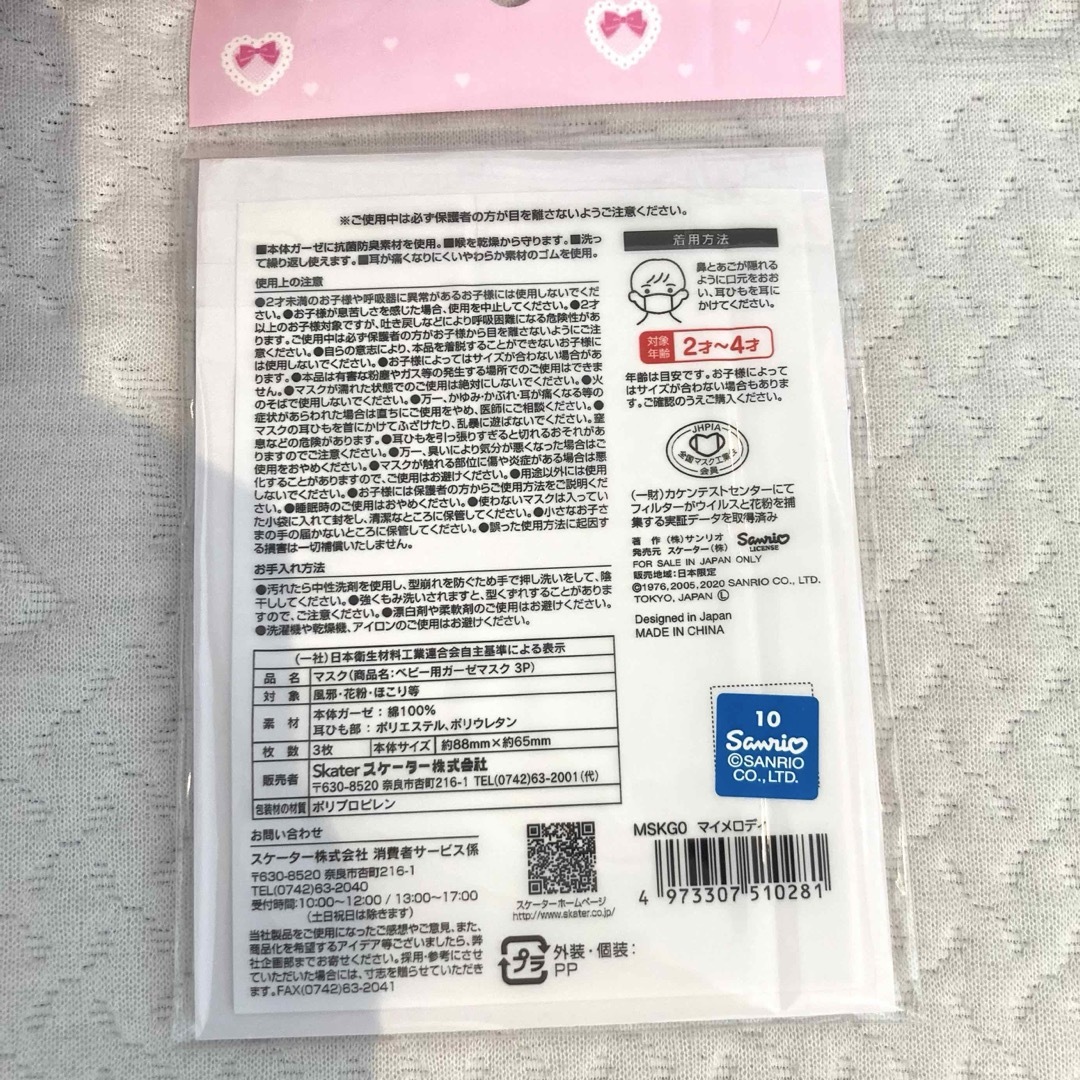 ※ご使用中は必ず保護者の方が目を離さないようご注意ください。
■本体ガーゼに抗菌防臭素材を使用。■喉を乾燥から守ります。■洗っ
て繰り返し使えます。■耳が痛くなりにくいやわらか素材のゴムを使用。
使用上の注意
●2才未満のお子様や呼吸器に異常があるお子様には使用しないでくだ
さい。●お子様が息苦しさを感じた場合、使用を中止してください。●2才
以上のお子様対象ですが、吐き戻しなどにより呼吸困難になる危険性があ
ります。ご使用中は必ず保護者の方がお子様から目を離さないようにご注
意ください。●自らの意志により、本品を着脱することができないお子様に
は使用しないでください。●お子様によってはサイズが合わない場合があ
ります。●本品は有害な粉塵やガス等の発生する場所でのご使用はできま
せん。●マスクが濡れた状態でのご使用は絶対にしないでください。●火
のそばで使用しないでください。●万一、かゆみ・かぶれ・耳が痛くなる等の
症状があらわれた場合は直ちにご使用をやめ、医師にご相談ください。●
マスクの耳ひもを首にかけてふざけたり、乱暴に遊ばないでください。窒
息などの危険があります。●耳ひもを引っ張りすぎると切れるおそれがあり
ますのでご注意ください。●万一、臭いにより気分が悪くなった場合はご
使用をおやめください。●マスクが触れる部位に傷や炎症がある場合は悪
化することがありますので、ご使用はお避けください。●用途以外には使用
しないでください。●お子様には保護者の方からご使用方法をご説明くだ
さい。●睡眠時のご使用はおやめください。●使わないマスクは入ってい
た小袋に入れて封をし、清潔なところに保管してください。●小さなお子さ
まの手の届かないところに保管してください。●誤った使用方法に起因す
る損害は一切補償いたしません。
お手入れ方法
●汚れたら中性洗剤を使用し、型崩れを防ぐため手で押し洗いをして、陰
干ししてください。●強くもみ洗いされますと、型くずれすることがありま
すので、ご注意ください。●漂白剤や柔軟剤のご使用はお避けください。
●洗濯機や乾燥機、アイロンのご使用はお避けください。
(一社)日本衛生材料工業連合会自主基準による表示
品 名 マスク(商品名:ベビー用ガーゼマスク 3P)
対 象 風邪・花粉・ほこり等
素 材 本体ガーゼ:綿100%
耳ひも部:ポリエステル、ポリウレタン
枚 数 3枚 本体サイズ 約88mm×約65mm
販売者 Skater スケーター株式会社
〒630-8520 奈良市杏町216-1 TEL(0742)63-2001(代)
包装材の材質 ポリプロピレン
お問い合わせ
スケーター株式会社 消費者サービス係
〒630-8520 奈良市杏町216-1
TEL(0742)63-2040
受付時間:10:00〜12:00 / 13:00〜17:00
(土日祝日は除きます)
当社製品をご使用になったご感想やご意見、また、
商品化を希望するアイデア等ございましたら、弊
社企画部までお寄せください。採用・参考にさせ
ていただいた場合には、寸志を贈らせていただき
ます。FAX(0742)63-2041
スケーターホームページ
http://www.skater.co.jp/
プラ
外装・個装:
PP
着用方法
鼻とあごが隠れる
ように口元をおお
い、耳ひもを耳に
かけてください。
対象
年齢
2才〜4才
年齢は目安です。お子様によって
はサイズが合わない場合もありま
す。ご確認のうえご購入ください。
JHPIA
全国マスク工業会
会員
(一財)カケンテストセンターにて
フィルターがウイルスと花粉を捕
集する実証データを取得済み
著 作 (株)サンリオ
発売元 スケーター(株)
Sanrio
LICENSE
FOR SALE IN JAPAN ONLY
販売地域:日本限定
©1976, 2005, 2020 SANRIO CO., LTD.
TOKYO, JAPAN Ⓛ
Designed in Japan
MADE IN CHINA
10
Sanrio
©SANRIO
CO., LTD.
MSKG0 マイメロディ
4 973307 510281